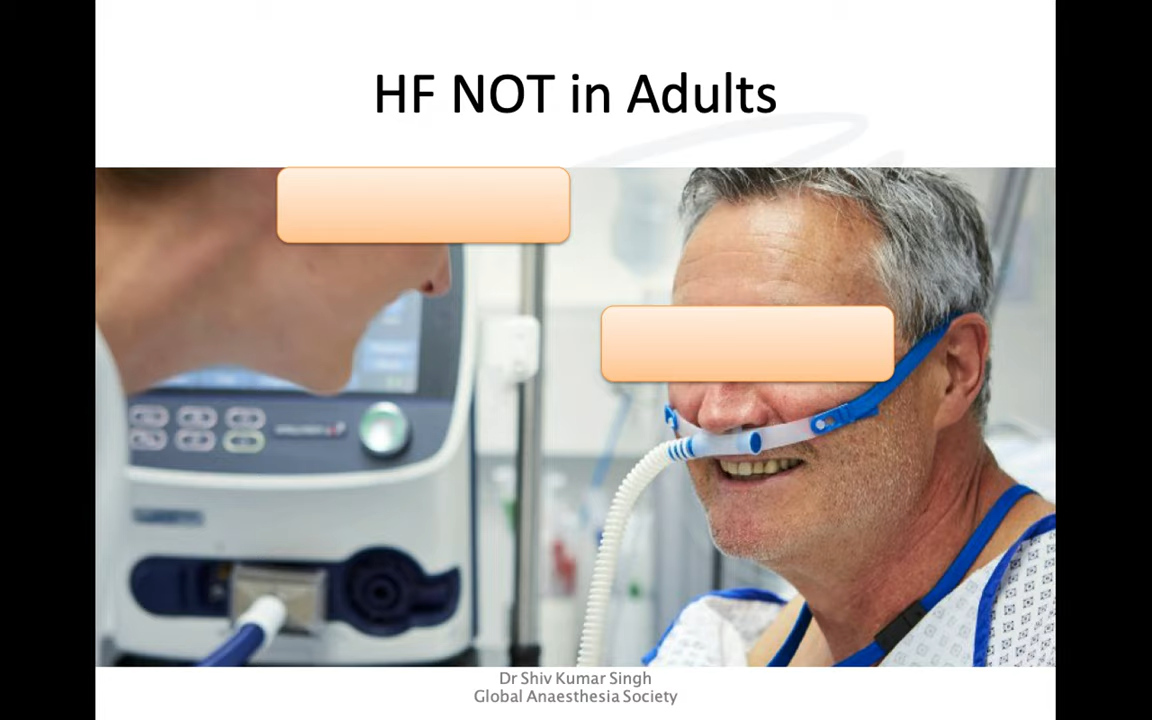 HF NOT in Adults
Dr Shiv Kumar Singh
Global Anaesthesia Society